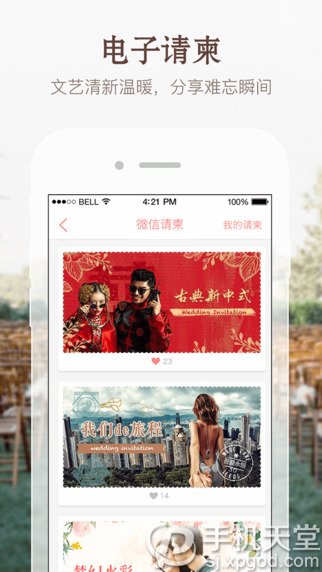 电子请柬
文艺清新温暖，分享难忘瞬间
BELL 4:21 PM 100%
微信请柬 我的请柬
古典新中式
Wedding Invitation
23
我们de旅程
wedding invitation
14
梦幻水彩
手机天堂
sj.xpgod.com